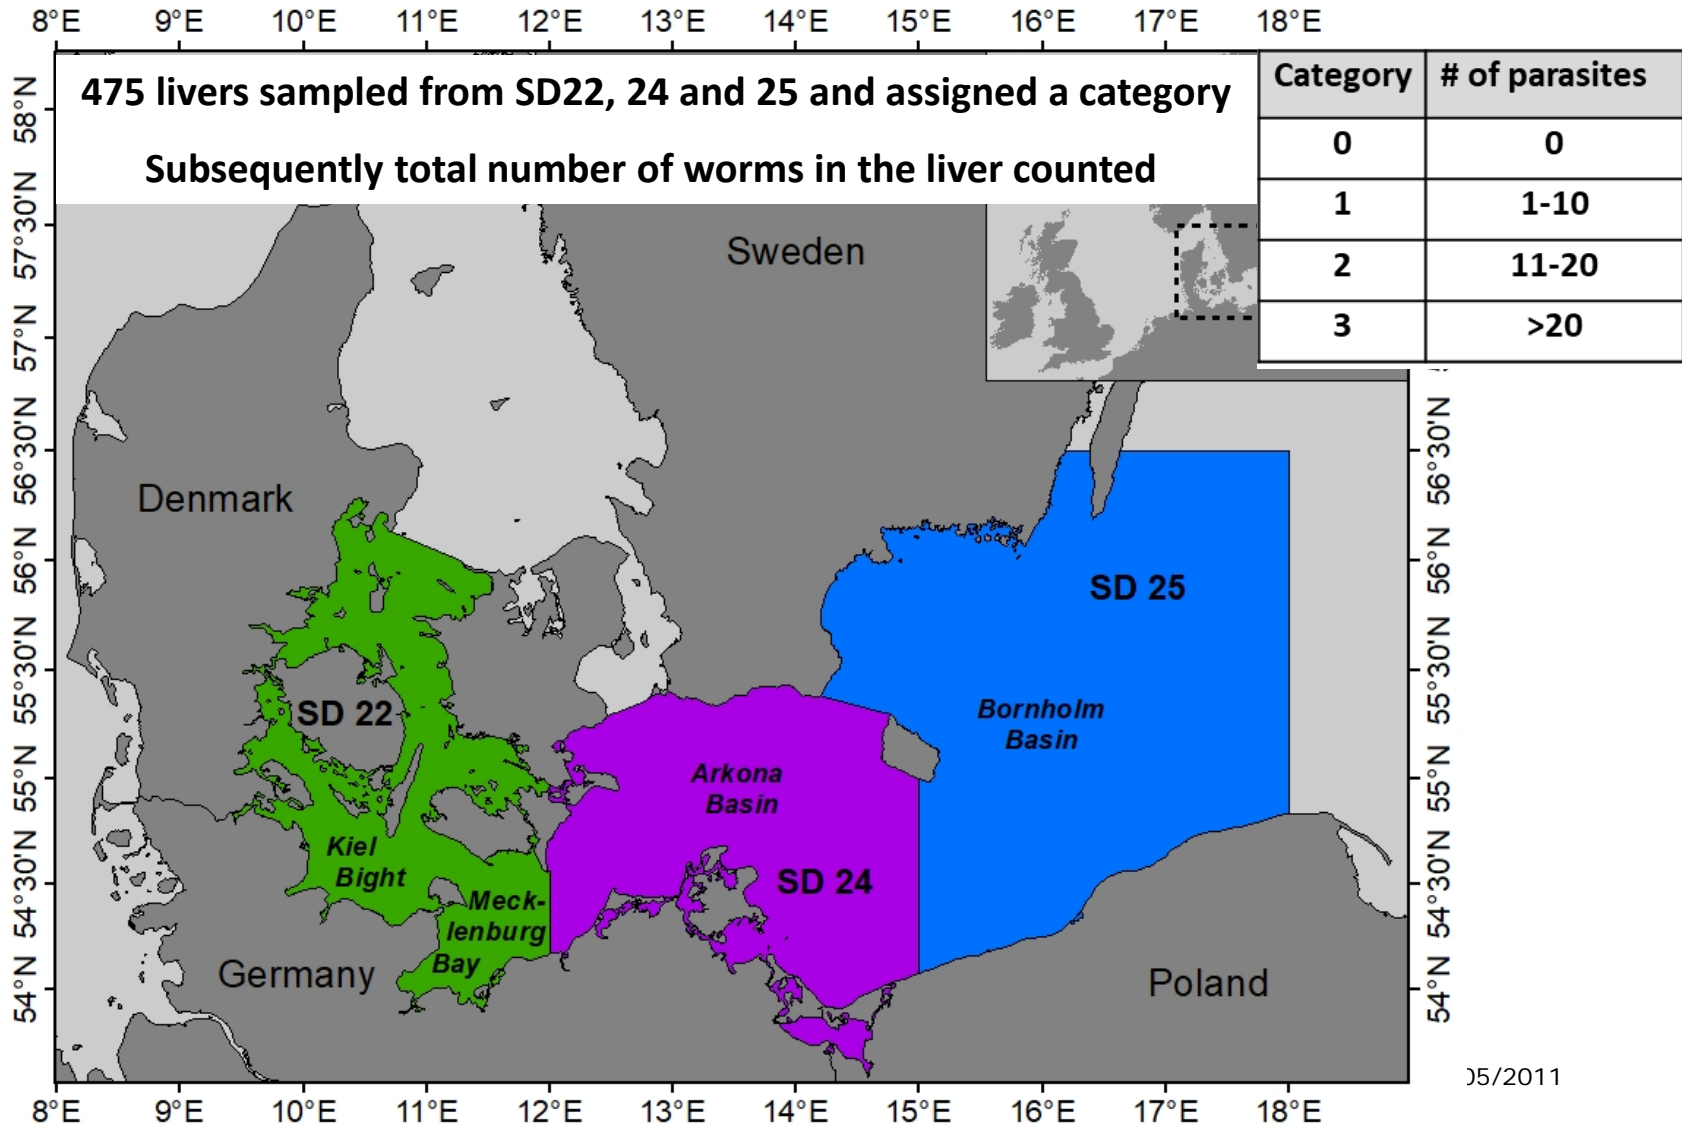 8°E 9°E 10°E 11°E 12°E 13°E 14°E 15°E 16°E 17°E 18°E
475 livers sampled from SD22, 24 and 25 and assigned a category
Subsequently total number of worms in the liver counted
Category # of parasites
0 0
1 1-10
2 11-20
3 >20
58°N
57°30'N
57°N
56°30'N
56°N
55°30'N
55°N
54°30'N
54°N
Sweden
Denmark
SD 25
SD 22
Bornholm
Basin
Arkona
Basin
Kiel
Bight
SD 24
Meck-
lenburg
Bay
Germany
Poland
56°30'N
56°N
55°30'N
55°N
54°30'N
54°N
05/2011
8°E 9°E 10°E 11°E 12°E 13°E 14°E 15°E 16°E 17°E 18°E